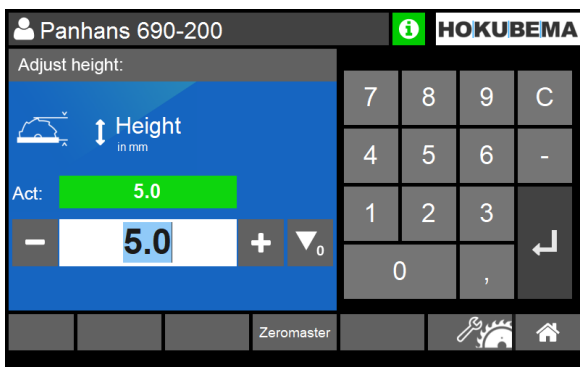 Panhans 690-200
i
HOKUBEMA
Adjust height:
Height
in mm
Act:
5.0
−
5.0
+
0
7 8 9 C
4 5 6 -
1 2 3
0 ,
Zeromaster